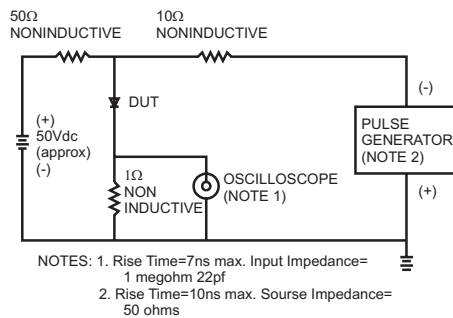 50Ω
NONINDUCTIVE
10Ω
NONINDUCTIVE
(+)
50Vdc
(approx)
(-)
DUT
1Ω
NON
INDUCTIVE
OSCILLOSCOPE
(NOTE 1)
(-)
PULSE
GENERATOR
(NOTE 2)
(+)
NOTES: 1. Rise Time=7ns max. Input Impedance=
1 megohm 22pf
2. Rise Time=10ns max. Sourse Impedance=
50 ohms